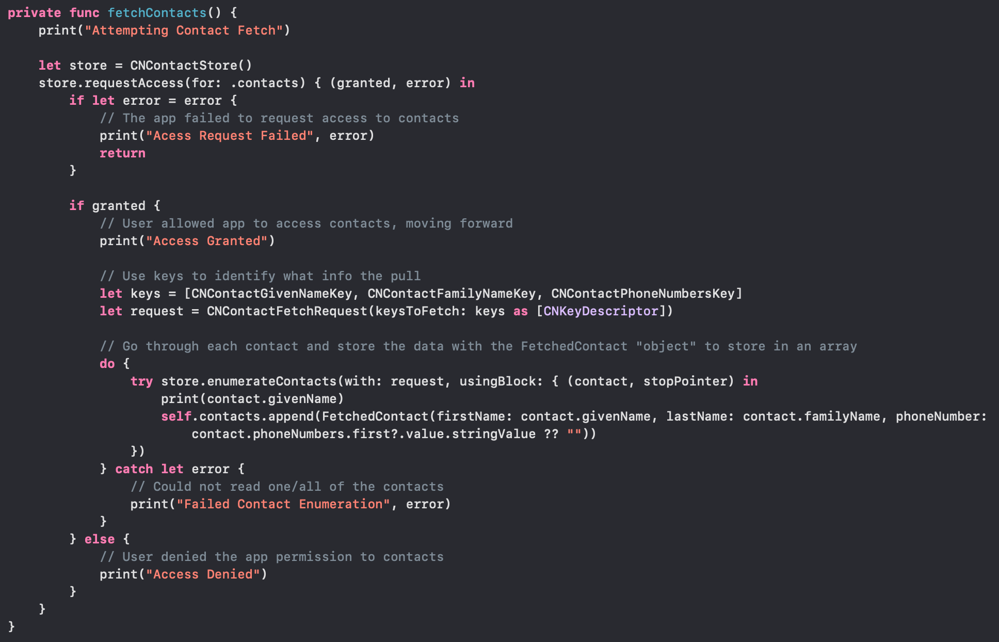 private func fetchContacts() {
    print("Attempting Contact Fetch")

    let store = CNContactStore()
    store.requestAccess(for: .contacts) { (granted, error) in
        if let error = error {
            // The app failed to request access to contacts
            print("Acess Request Failed", error)
            return
        }

        if granted {
            // User allowed app to access contacts, moving forward
            print("Access Granted")

            // Use keys to identify what info the pull
            let keys = [CNContactGivenNameKey, CNContactFamilyNameKey, CNContactPhoneNumbersKey]
            let request = CNContactFetchRequest(keysToFetch: keys as [CNKeyDescriptor])

            // Go through each contact and store the data with the FetchedContact "object" to store in an array
            do {
                try store.enumerateContacts(with: request, usingBlock: { (contact, stopPointer) in
                    print(contact.givenName)
                    self.contacts.append(FetchedContact(firstName: contact.givenName, lastName: contact.familyName, phoneNumber:
                        contact.phoneNumbers.first?.value.stringValue ?? ""))
                })
            } catch let error {
                // Could not read one/all of the contacts
                print("Failed Contact Enumeration", error)
            }
        } else {
            // User denied the app permission to contacts
            print("Access Denied")
        }
    }
}